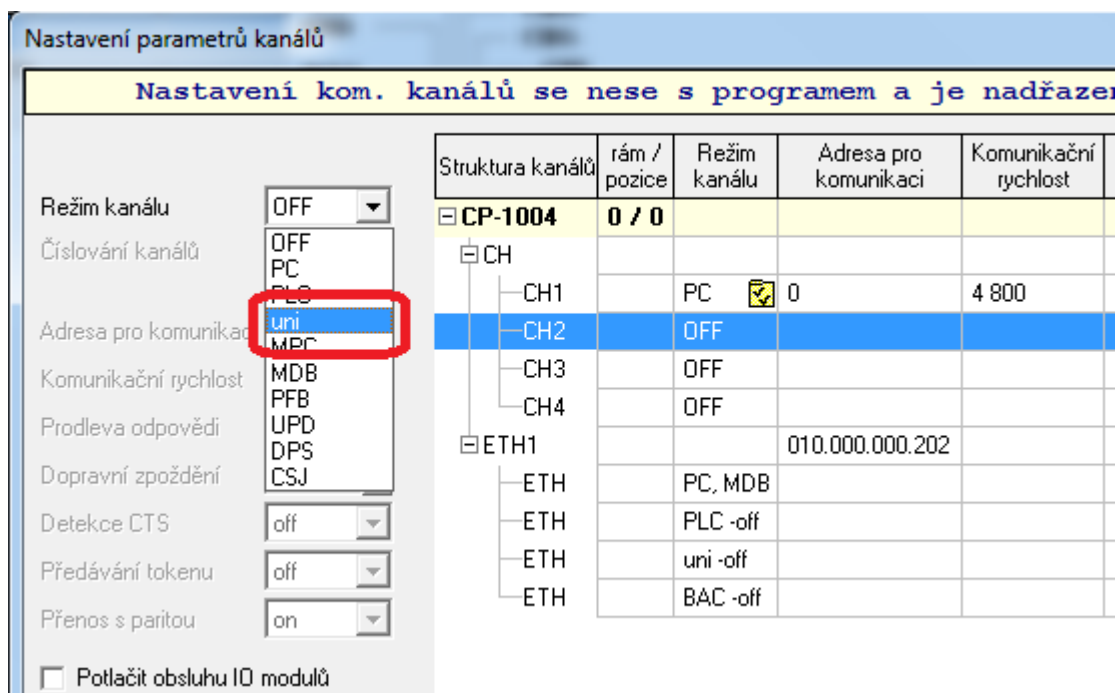 Nastavení parametrů kanálů
Nastavení kom. kanálů se nese s programem a je nadřazen
Režim kanálu
OFF
OFF
PC
PLC
uni
MPC
MDB
PFB
UPD
DPS
CSJ
Číslování kanálů
Adresa pro komunikac
Komunikační rychlost
Prodleva odpovědi
Dopravní zpoždění
Detekce CTS
off
Předávání tokenu
off
Přenos s paritou
on
Potlačit obsluhu IO modulů
Struktura kanálů
rám / pozice
Režim kanálu
Adresa pro komunikaci
Komunikační rychlost
CP-1004 0 / 0
CH
CH1 PC 0 4 800
CH2 OFF
CH3 OFF
CH4 OFF
ETH1 010.000.000.202
ETH PC, MDB
ETH PLC -off
ETH uni -off
ETH BAC -off